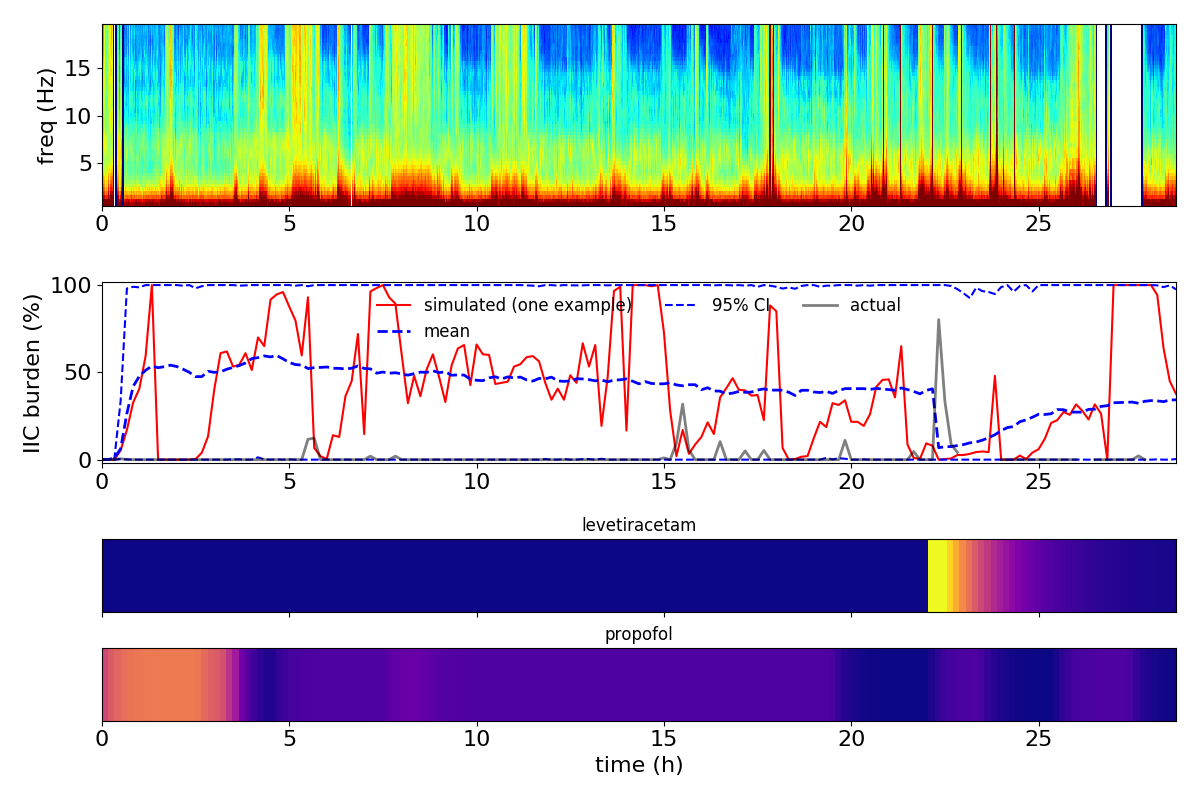 freq (Hz)
15
10
5
0 5 10 15 20 25
IIC burden (%)
100
50
0
simulated (one example) 95% CI actual
mean
0 5 10 15 20 25
levetiracetam
propofol
0 5 10 15 20 25
time (h)